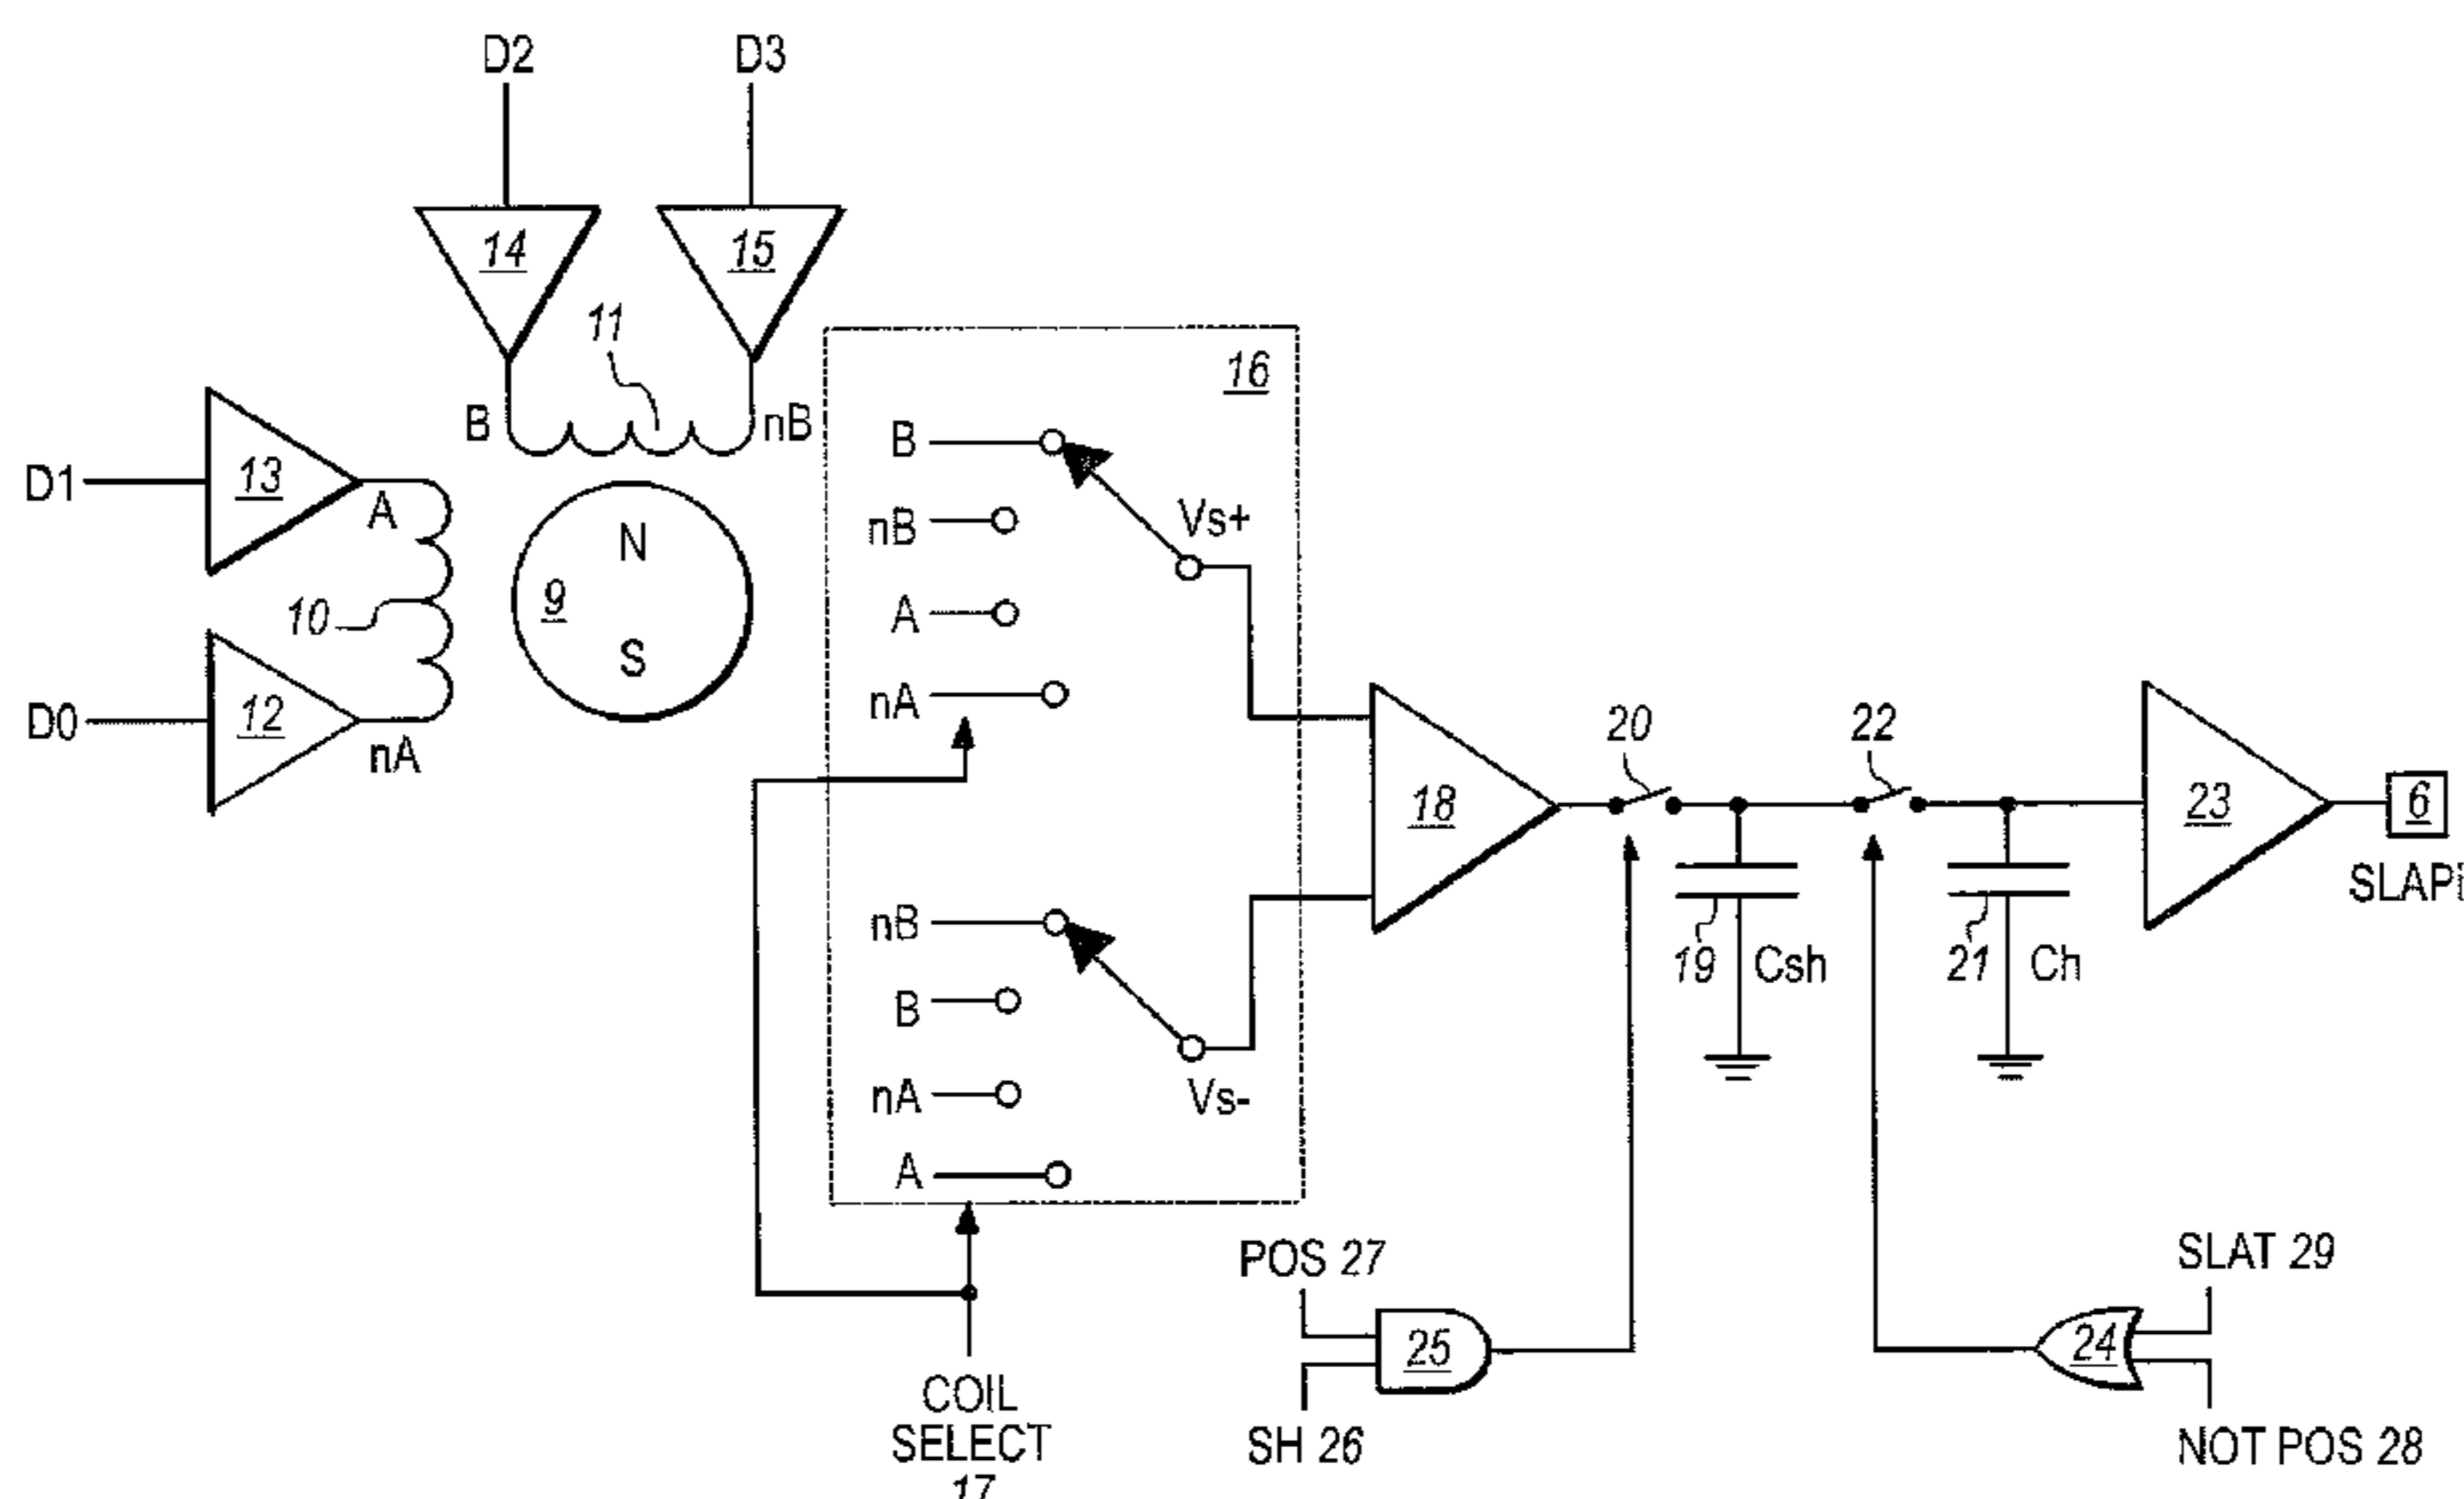 D2
D3
14
15
11
16
B
nB
B
Vs+
D1
13
A
nB
N
9
A
10
S
nA
D0
12
nA
20
22
18
23
6
SLAPi
nB
19
Csh
21
Ch
B
nA
Vs-
A
POS 27
SLAT 29
25
24
COIL
SELECT
17
SH 26
NOT POS 28